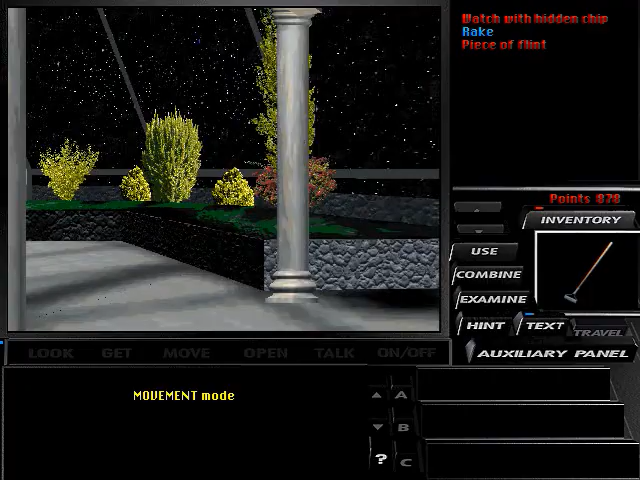 Watch with hidden chip
Rake
Piece of flint
Points 878
INVENTORY
USE
COMBINE
EXAMINE
HINT TEXT TRAVEL
LOOK GET MOVE OPEN TALK ON/OFF
AUXILIARY PANEL
MOVEMENT mode
A
B
? C